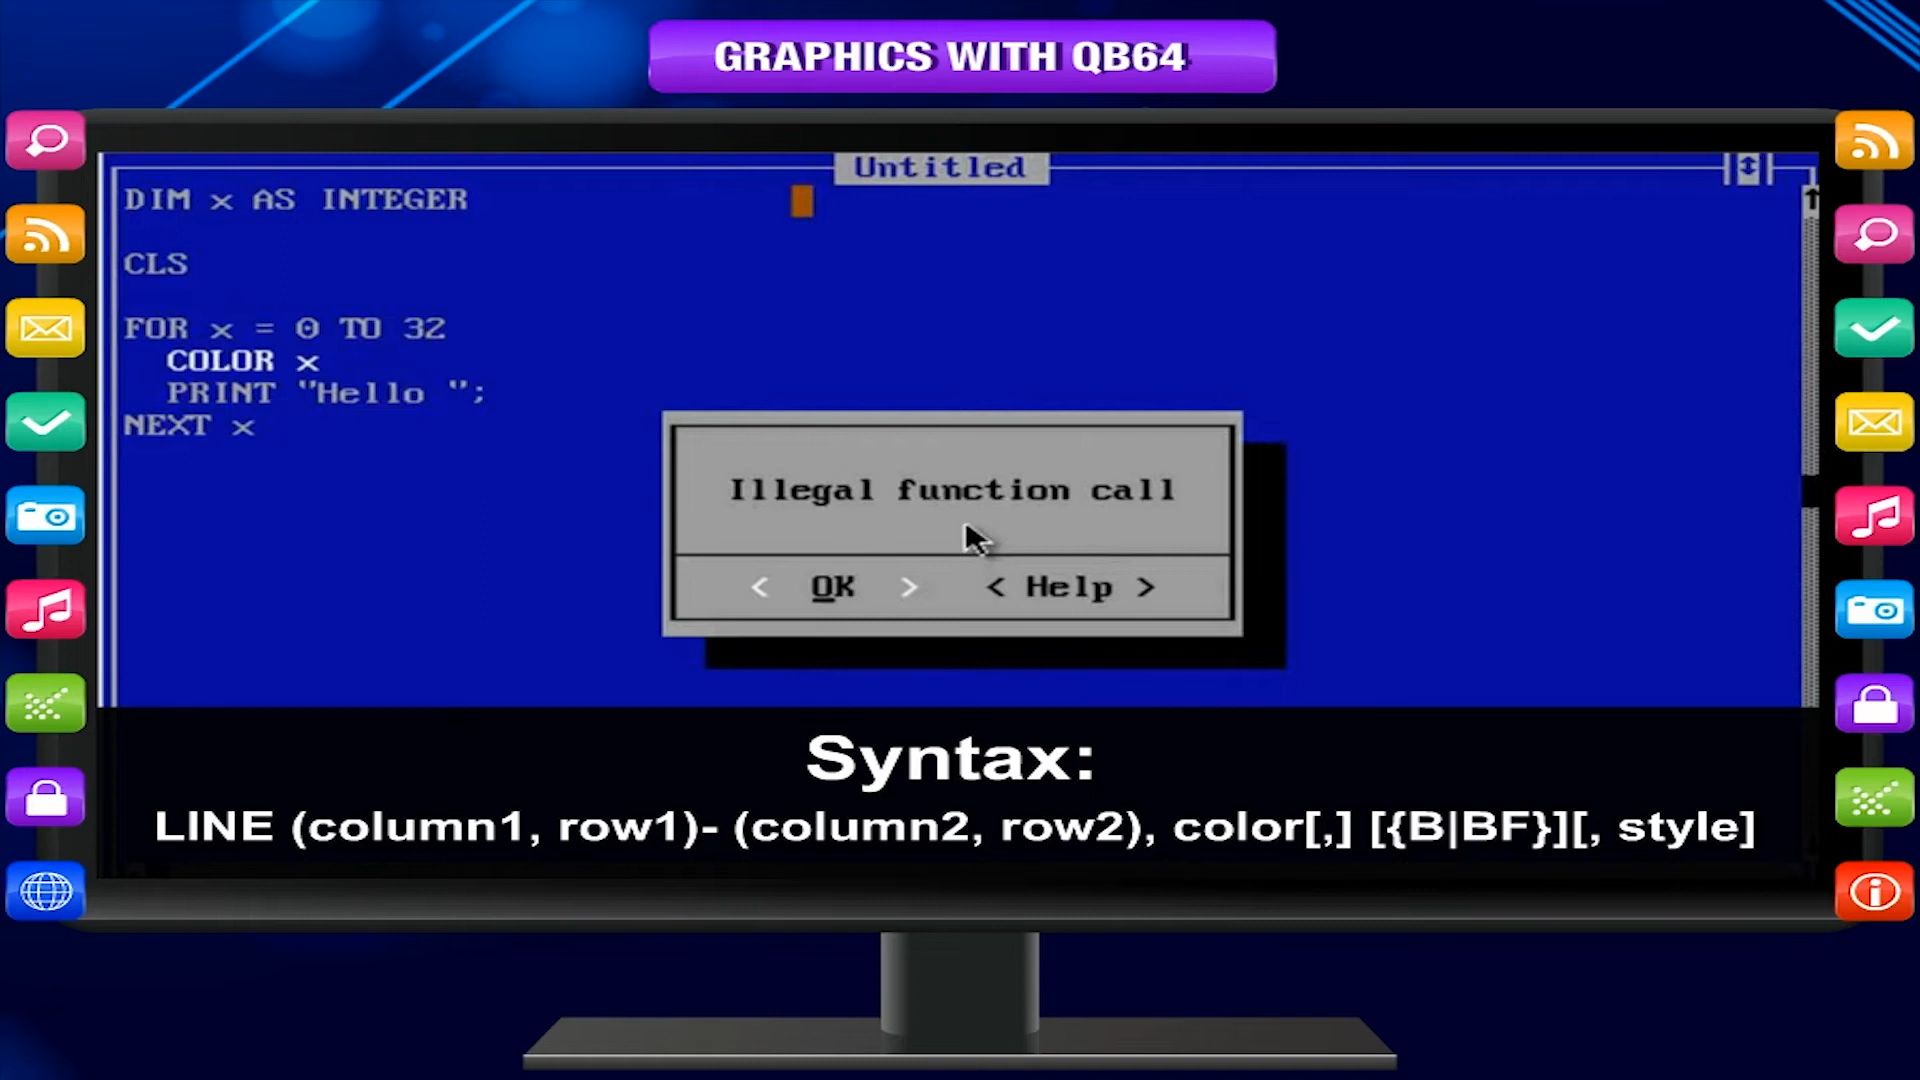 GRAPHICS WITH QB64
Untitled
DIM x AS INTEGER
CLS
FOR x = 0 TO 32
COLOR x
PRINT "Hello ";
NEXT x
Illegal function call
< OK > < Help >
Syntax:
LINE (column1, row1)- (column2, row2), color[,] [{B|BF}][, style]